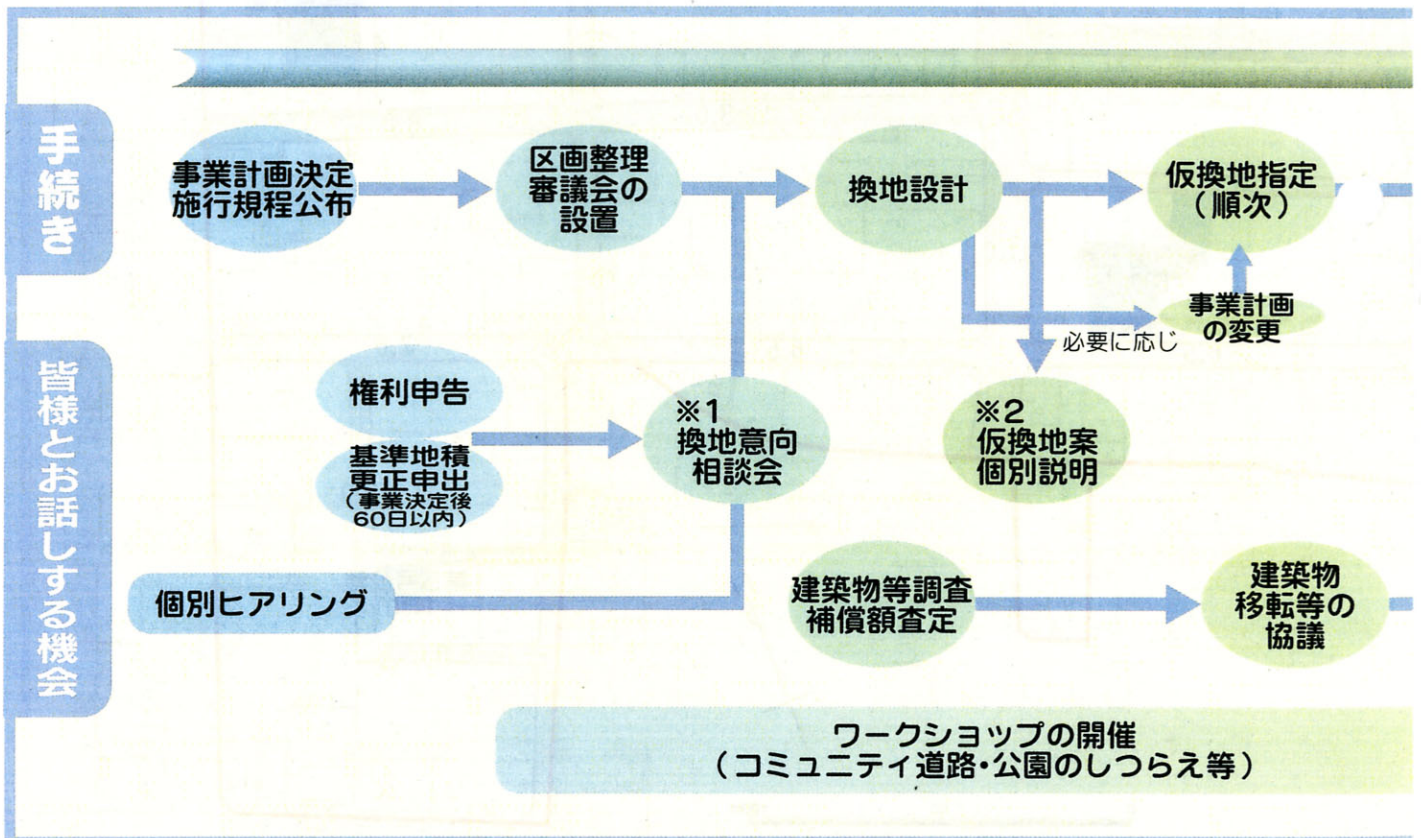 手続き
事業計画決定
施行規程公布
区画整理
審議会の
設置
換地設計
仮換地指定
（順次）
事業計画
の変更
必要に応じ
皆様とお話しする機会
権利申告
基準地積
更正申出
（事業決定後
60日以内）
※1
換地意向
相談会
※2
仮換地案
個別説明
個別ヒアリング
建築物等調査
補償額査定
建築物
移転等の
協議
ワークショップの開催
（コミュニティ道路・公園のしつらえ等）